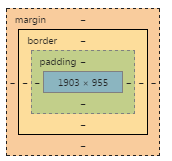 margin –
border –
padding –
– – – 1903 × 955 – – –
–
–
–